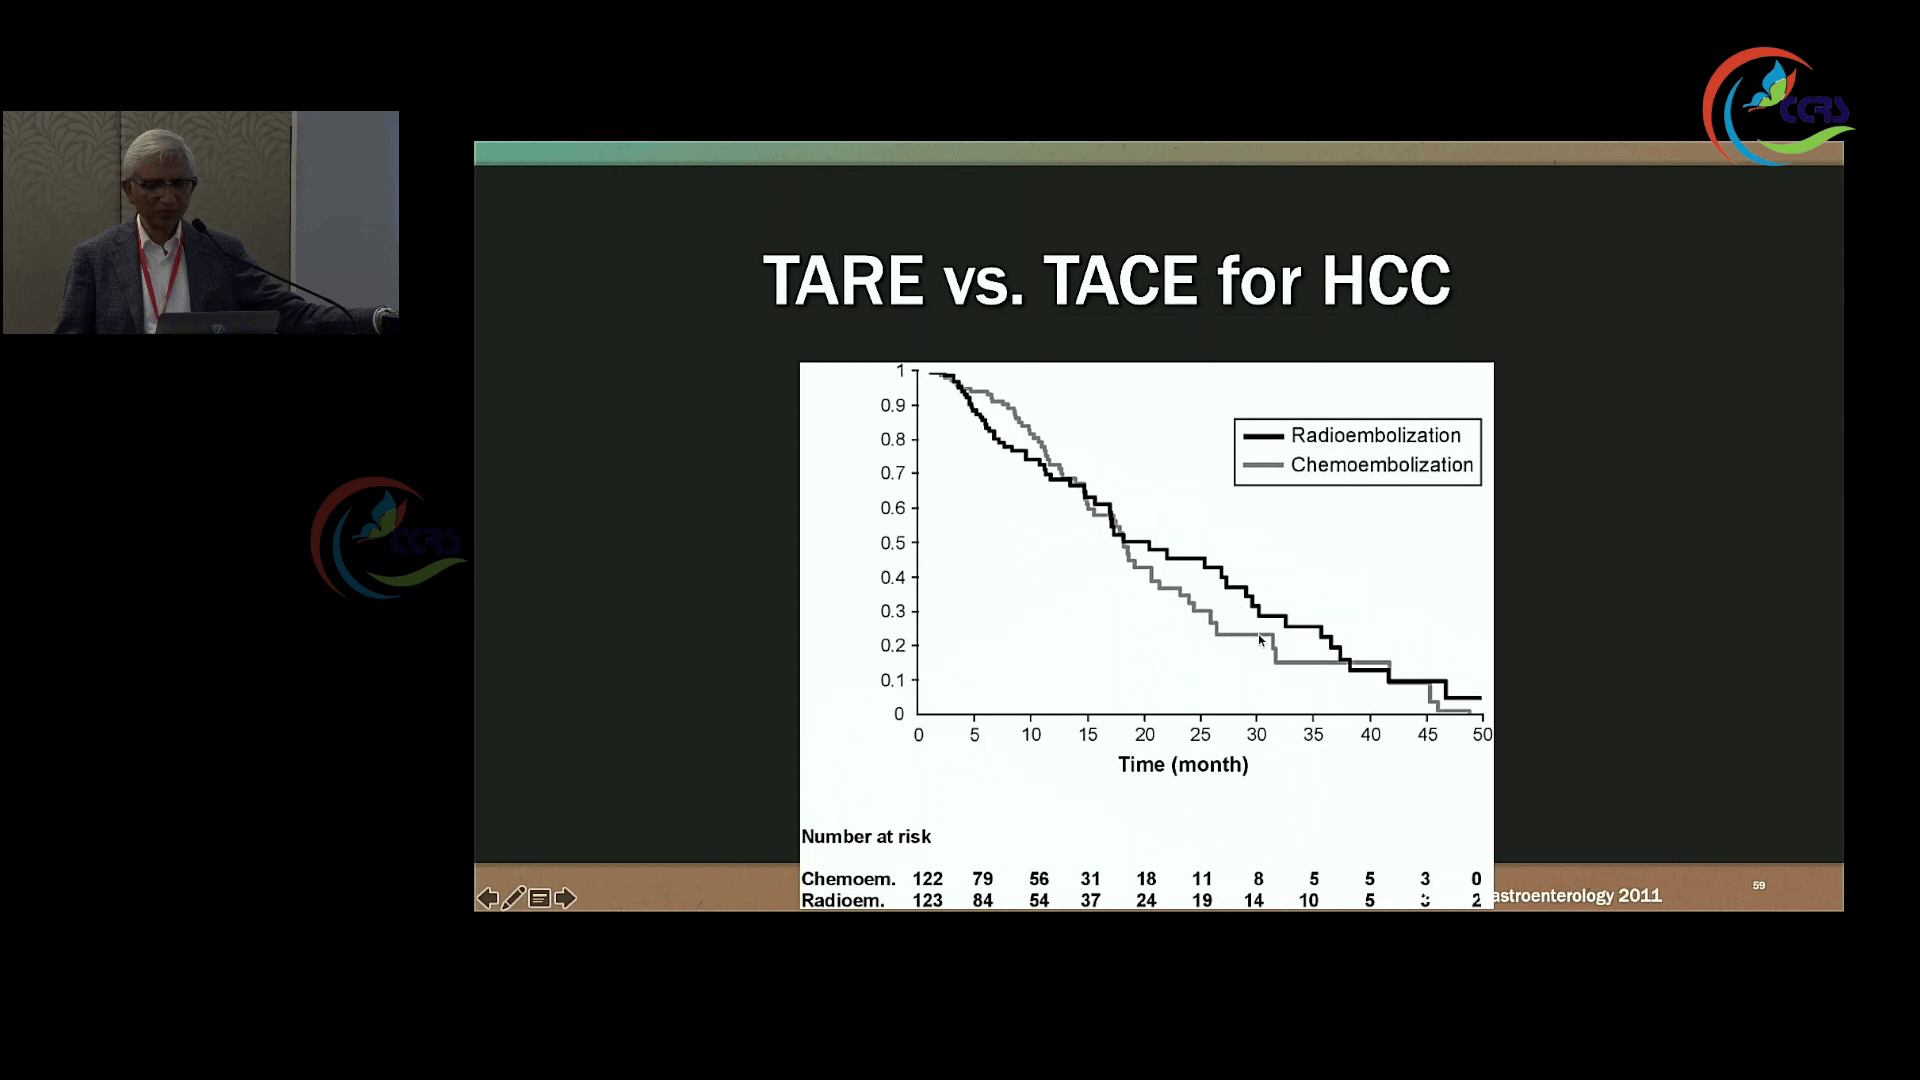 CCRS
TARE vs. TACE for HCC
1
0.9
0.8
0.7
0.6
0.5
0.4
0.3
0.2
0.1
0
Radioembolization
Chemoembolization
0 5 10 15 20 25 30 35 40 45 50
Time (month)
Number at risk
Chemoem. 122 79 56 31 18 11 8 5 5 3 0
Radioem. 123 84 54 37 24 19 14 10 5 2
astroenterology 2011
59
CCRS